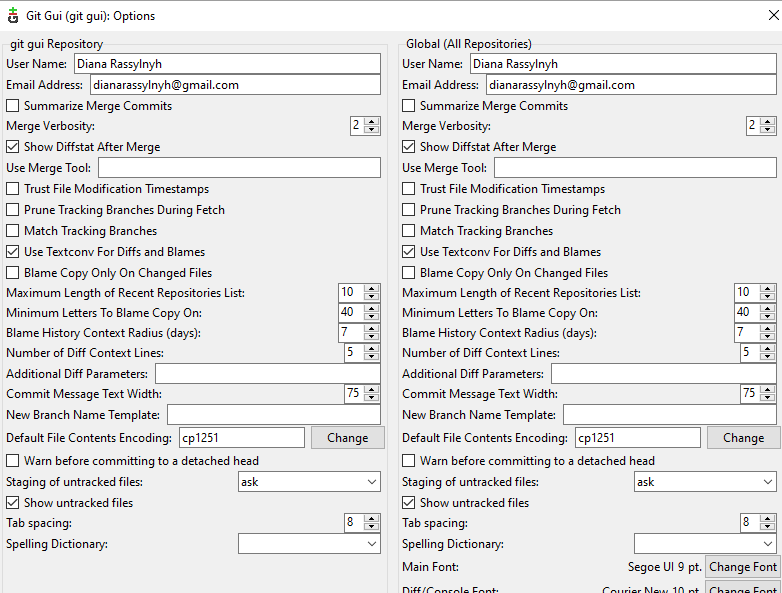 Git Gui (git gui): Options
git gui Repository
User Name: Diana Rassylnyh
Email Address: dianarassylnyh@gmail.com
Summarize Merge Commits
Merge Verbosity: 2
Show Diffstat After Merge
Use Merge Tool:
Trust File Modification Timestamps
Prune Tracking Branches During Fetch
Match Tracking Branches
Use Textconv For Diffs and Blames
Blame Copy Only On Changed Files
Maximum Length of Recent Repositories List: 10
Minimum Letters To Blame Copy On: 40
Blame History Context Radius (days): 7
Number of Diff Context Lines: 5
Additional Diff Parameters:
Commit Message Text Width: 75
New Branch Name Template:
Default File Contents Encoding: cp1251 Change
Warn before committing to a detached head
Staging of untracked files: ask
Show untracked files
Tab spacing: 8
Spelling Dictionary:
Global (All Repositories)
User Name: Diana Rassylnyh
Email Address: dianarassylnyh@gmail.com
Summarize Merge Commits
Merge Verbosity: 2
Show Diffstat After Merge
Use Merge Tool:
Trust File Modification Timestamps
Prune Tracking Branches During Fetch
Match Tracking Branches
Use Textconv For Diffs and Blames
Blame Copy Only On Changed Files
Maximum Length of Recent Repositories List: 10
Minimum Letters To Blame Copy On: 40
Blame History Context Radius (days): 7
Number of Diff Context Lines: 5
Additional Diff Parameters:
Commit Message Text Width: 75
New Branch Name Template:
Default File Contents Encoding: cp1251 Change
Warn before committing to a detached head
Staging of untracked files: ask
Show untracked files
Tab spacing: 8
Spelling Dictionary:
Main Font: Segoe UI 9 pt. Change Font
Diff/Console Font: Courier New 10 pt. Change Font